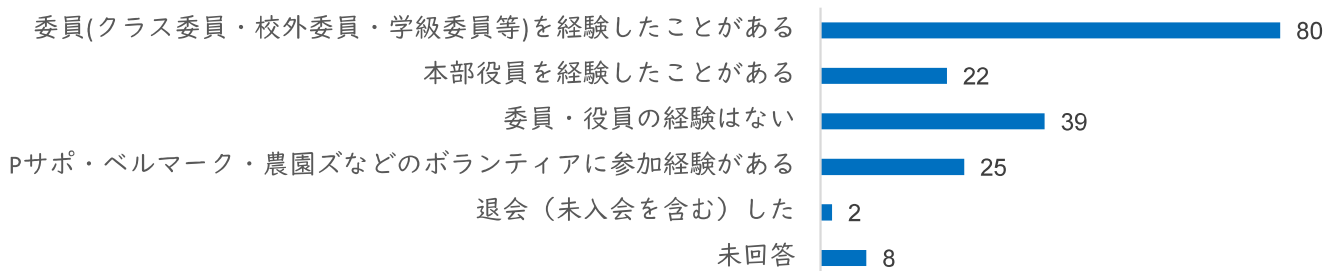 委員(クラス委員・校外委員・学級委員等)を経験したことがある 80
本部役員を経験したことがある 22
委員・役員の経験はない 39
Pサポ・ベルマーク・農園ズなどのボランティアに参加経験がある 25
退会（未入会を含む）した 2
未回答 8